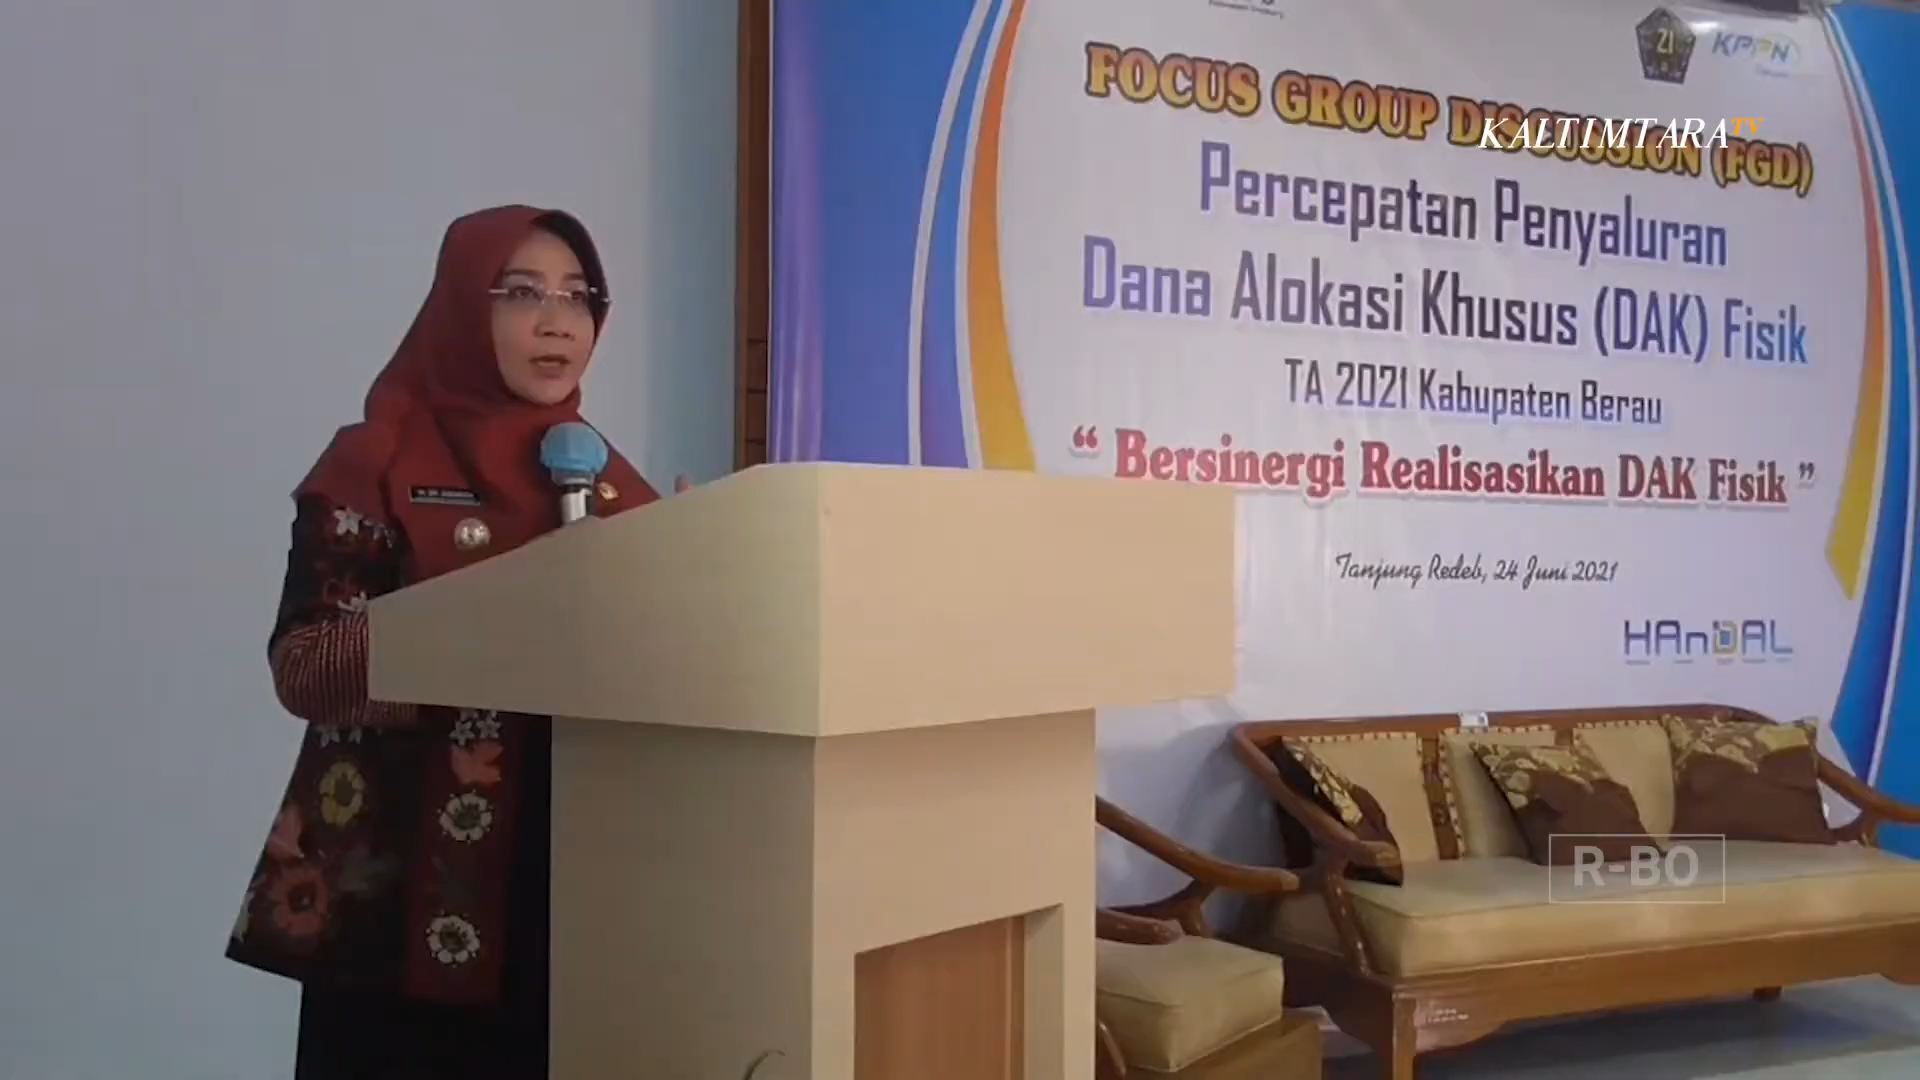 ZI
KPPN
FOCUS GROUP DISCUSSION (FGD)
KALTIMTARA TV
Percepatan Penyaluran
Dana Alokasi Khusus (DAK) Fisik
TA 2021 Kabupaten Berau
“ Bersinergi Realisasikan DAK Fisik ”
Tanjung Redeb, 24 Juni 2021
HAnDAL
R-BO